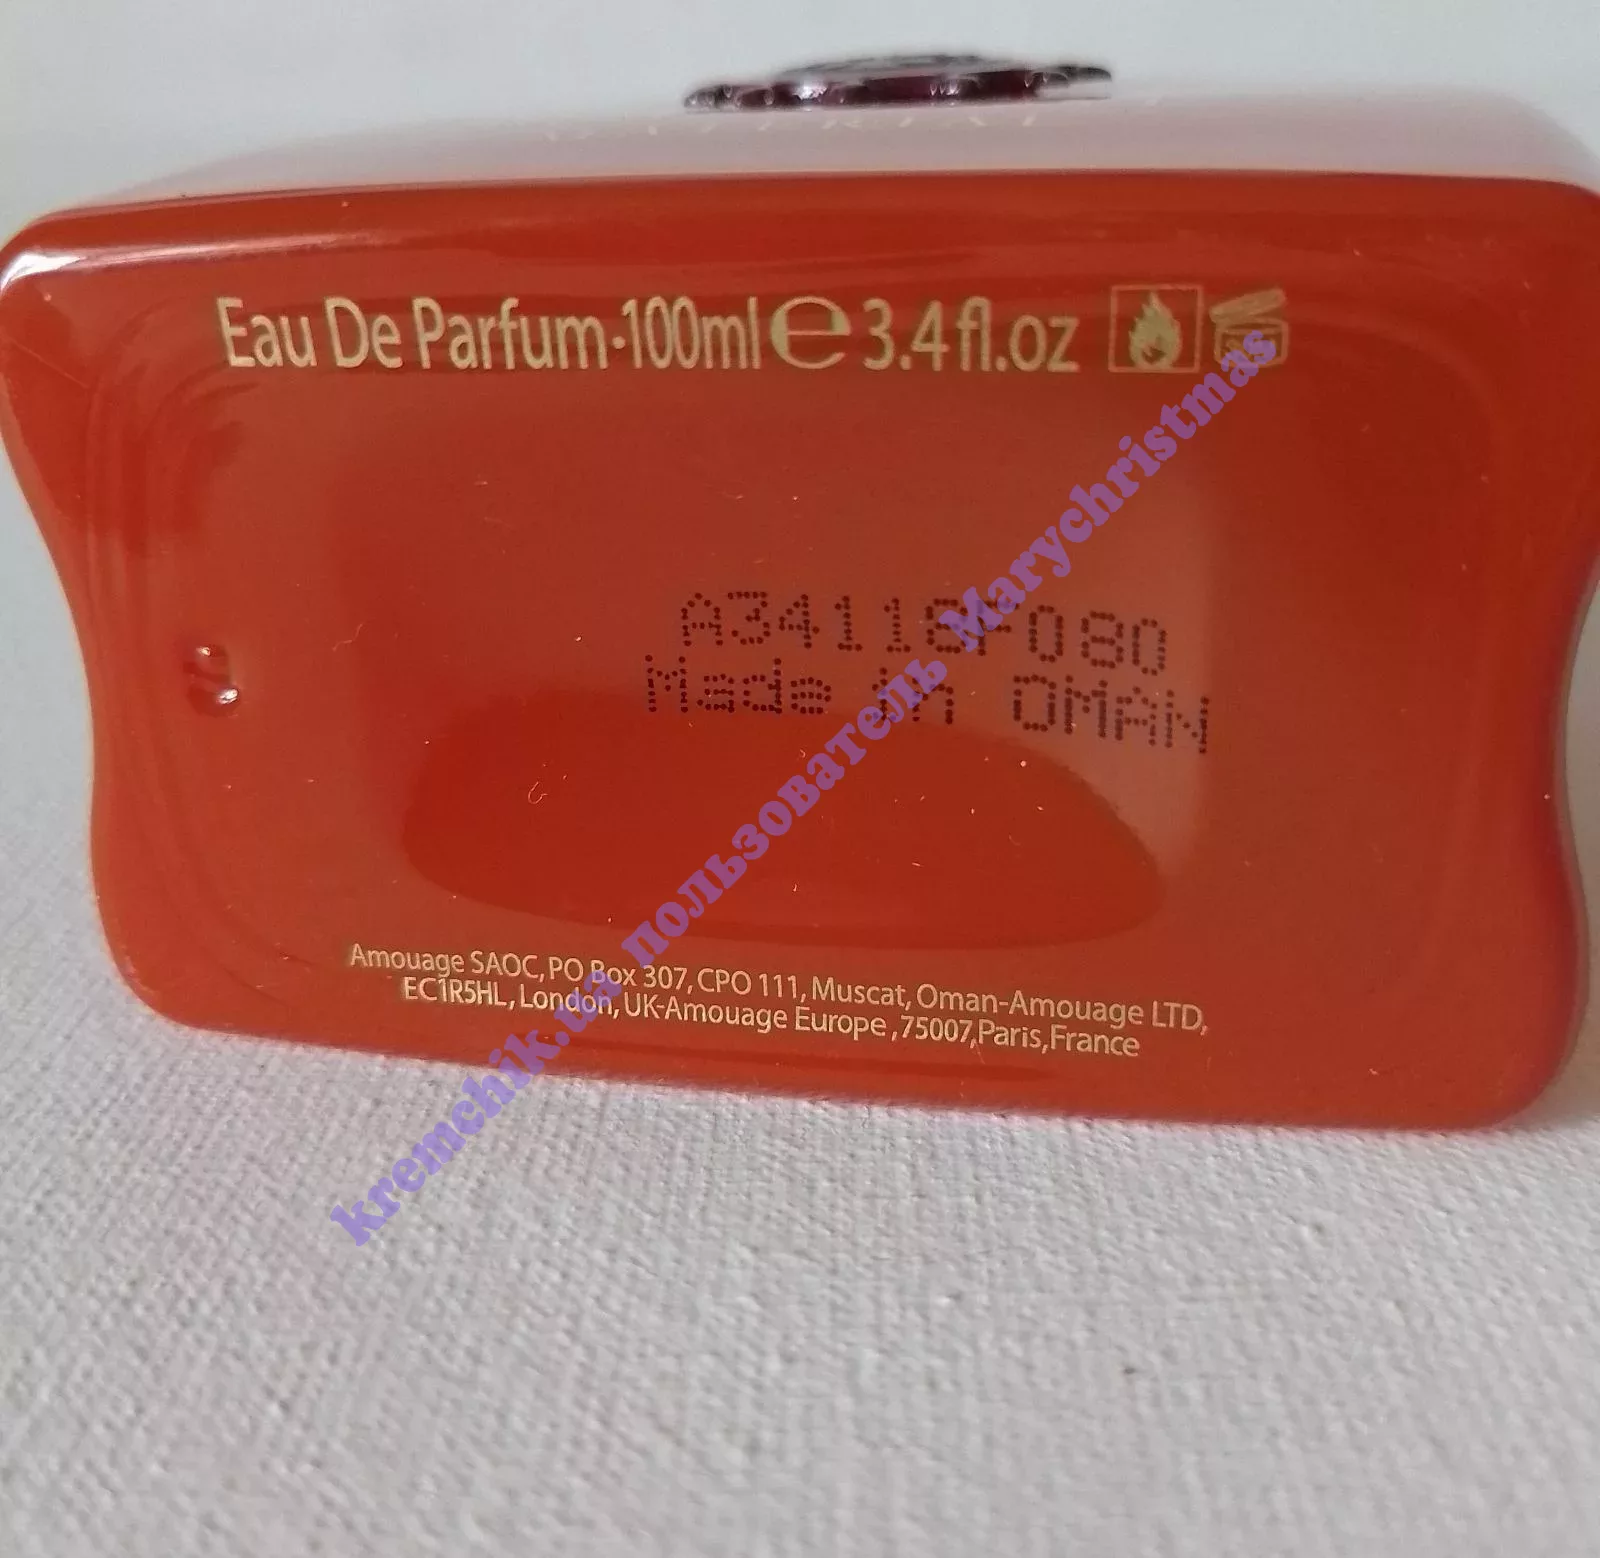 Eau De Parfum·100ml ℮ 3.4 fl.oz
A34118F080
Made in OMAN
Amouage SAOC, PO Box 307, CPO 111, Muscat, Oman-Amouage LTD,
EC1R5HL, London, UK-Amouage Europe ,75007,Paris,France
kremchik.ua пользователь Marychristmas